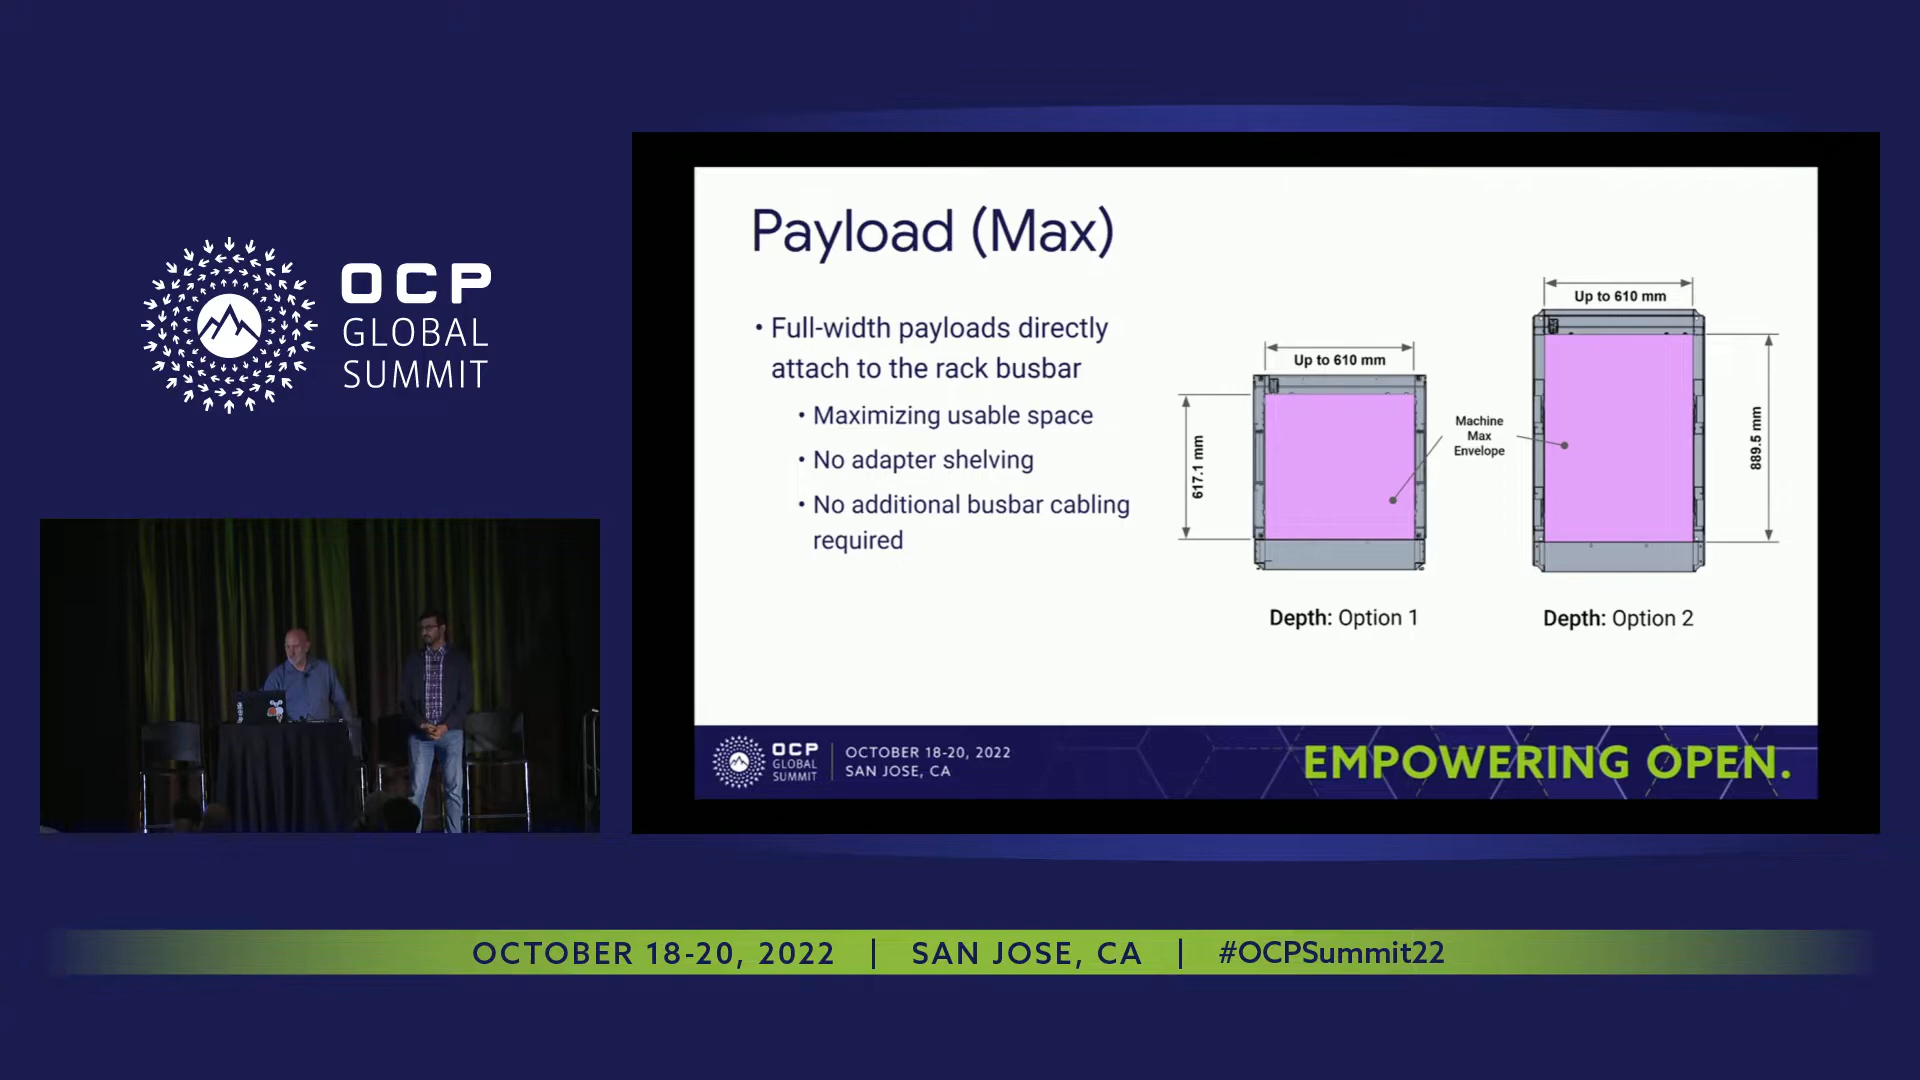 OCP
GLOBAL
SUMMIT
Payload (Max)
• Full-width payloads directly
attach to the rack busbar
• Maximizing usable space
• No adapter shelving
• No additional busbar cabling
required
Up to 610 mm
617.1 mm
Machine
Max
Envelope
Up to 610 mm
889.5 mm
Depth: Option 1
Depth: Option 2
OCP
GLOBAL
SUMMIT
OCTOBER 18-20, 2022
SAN JOSE, CA
EMPOWERING OPEN.
OCTOBER 18-20, 2022 | SAN JOSE, CA | #OCPSummit22